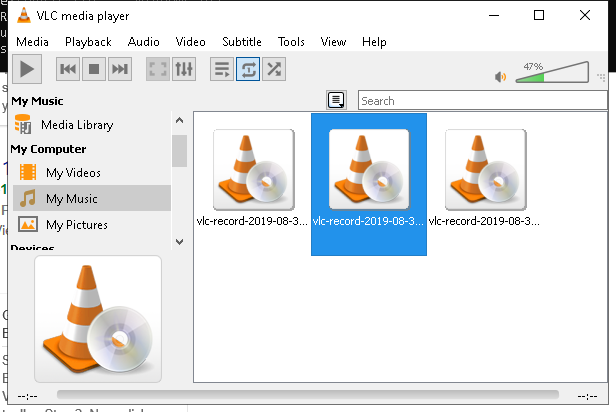 VLC media player
Media Playback Audio Video Subtitle Tools View Help
47%
My Music
Media Library
My Computer
My Videos
My Music
My Pictures
Devices
Search
vlc-record-2019-08-3... vlc-record-2019-08-3... vlc-record-2019-08-3...
--:-- --:--